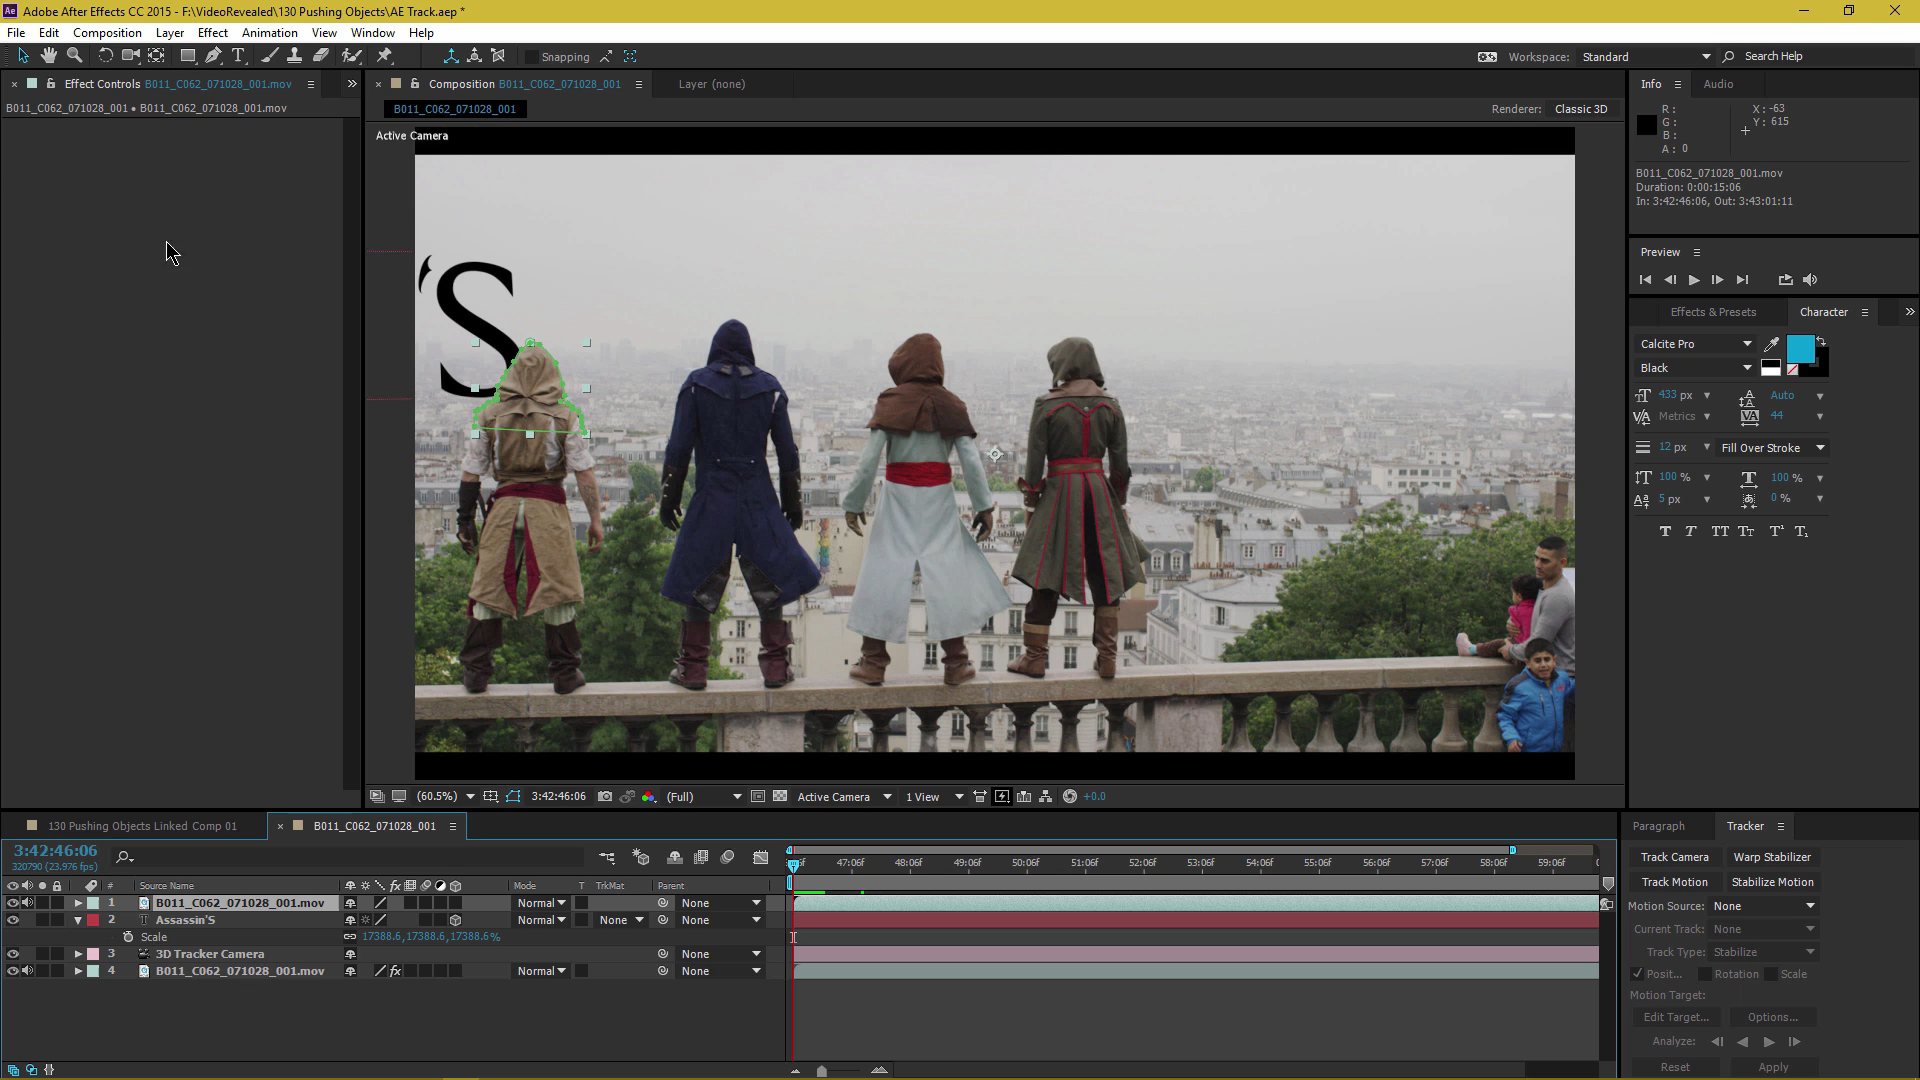 Adobe After Effects CC 2015 - F:\VideoRevealed\130 Pushing Objects\AE Track.aep *
File Edit Composition Layer Effect Animation View Window Help
Snapping
Workspace: Standard Search Help
Effect Controls B011_C062_071028_001.mov
B011_C062_071028_001 • B011_C062_071028_001.mov
Composition B011_C062_071028_001
Layer (none)
B011_C062_071028_001
Renderer: Classic 3D
Active Camera
'S
(60.5%) 3:42:46:06 (Full) Active Camera 1 View +0.0
Info Audio
R : X : -63
G : Y : 615
B :
A : 0
B011_C062_071028_001.mov
Duration: 0:00:15:06
In: 3:42:46:06, Out: 3:43:01:11
Preview
Effects & Presets Character
Calcite Pro
Black
433 px Auto
Metrics 44
12 px Fill Over Stroke
100 % 100 %
5 px 0 %
T T TT Tt T¹ T₁
130 Pushing Objects Linked Comp 01
B011_C062_071028_001
3:42:46:06
320790 (23.976 fps)
# Source Name Mode T TrkMat Parent
47:06f 48:06f 49:06f 50:06f 51:06f 52:06f 53:06f 54:06f 55:06f 56:06f 57:06f 58:06f 59:06f
1 B011_C062_071028_001.mov Normal None
2 Assassin'S Normal None None
Scale 17388.6,17388.6,17388.6%
3 3D Tracker Camera None
4 B011_C062_071028_001.mov fx Normal None
Paragraph Tracker
Track Camera Warp Stabilizer
Track Motion Stabilize Motion
Motion Source: None
Current Track: None
Track Type: Stabilize
Posit... Rotation Scale
Motion Target:
Edit Target... Options...
Analyze:
Reset Apply